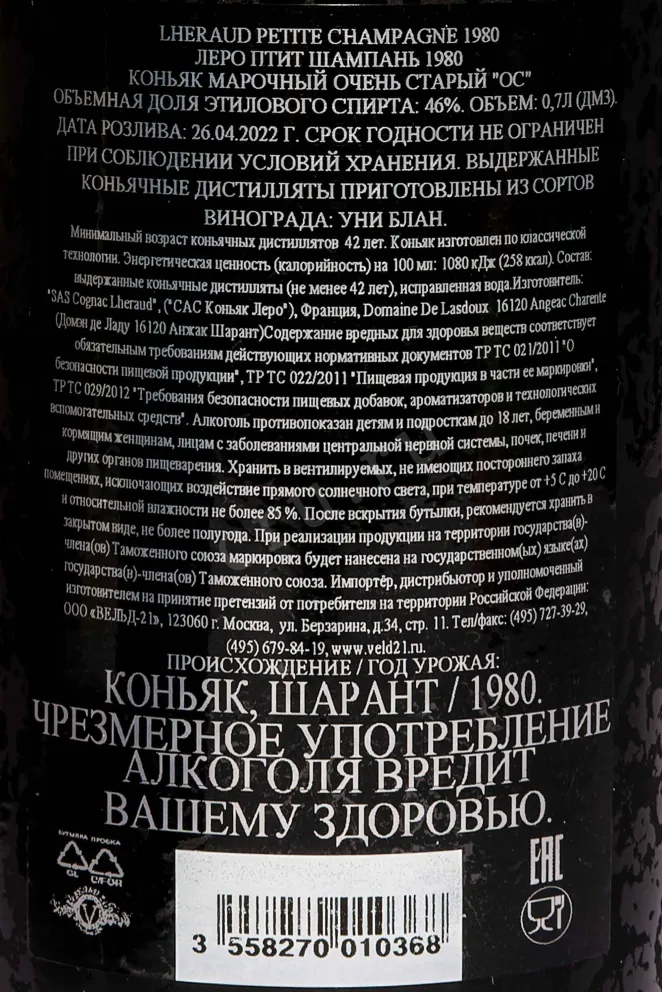 LHERAUD PETITE CHAMPAGNE 1980
ЛЕРО ПТИТ ШАМПАНЬ 1980
КОНЬЯК МАРОЧНЫЙ ОЧЕНЬ СТАРЫЙ "ОС"
ОБЪЕМНАЯ ДОЛЯ ЭТИЛОВОГО СПИРТА: 46%. ОБЪЕМ: 0,7Л (ДМ3).
ДАТА РОЗЛИВА: 26.04.2022 Г. СРОК ГОДНОСТИ НЕ ОГРАНИЧЕН
ПРИ СОБЛЮДЕНИИ УСЛОВИЙ ХРАНЕНИЯ. ВЫДЕРЖАННЫЕ
КОНЬЯЧНЫЕ ДИСТИЛЛЯТЫ ПРИГОТОВЛЕНЫ ИЗ СОРТОВ
ВИНОГРАДА: УНИ БЛАН.
Минимальный возраст коньячных дистиллятов 42 лет. Коньяк изготовлен по классической
технологии. Энергетическая ценность (калорийность) на 100 мл: 1080 кДж (258 ккал). Состав:
выдержанные коньячные дистилляты (не менее 42 лет), исправленная вода.Изготовитель:
"SAS Cognac Lheraud", ("САС Коньяк Леро"), Франция, Domaine De Lasdoux 16120 Angeac Charente
(Домэн де Ладу 16120 Анжак Шарант)Содержание вредных для здоровья веществ соответствует
обязательным требованиям действующих нормативных документов ТР ТС 021/2011 "О
безопасности пищевой продукции", ТР ТС 022/2011 "Пищевая продукция в части ее маркировки",
ТР ТС 029/2012 "Требования безопасности пищевых добавок, ароматизаторов и технологических
вспомогательных средств". Алкоголь противопоказан детям и подросткам до 18 лет, беременным и
кормящим женщинам, лицам с заболеваниями центральной нервной системы, почек, печени и
других органов пищеварения. Хранить в вентилируемых, не имеющих постороннего запаха
помещениях, исключающих воздействие прямого солнечного света, при температуре от +5 С до +20 С
и относительной влажности не более 85 %. После вскрытия бутылки, рекомендуется хранить в
закрытом виде, не более полугода. При реализации продукции на территории государства(в)-
члена(ов) Таможенного союза маркировка будет нанесена на государственном(ых) языке(ах)
государства(в)-члена(ов) Таможенного союза. Импортёр, дистрибьютор и уполномоченный
изготовителем на принятие претензий от потребителя на территории Российской Федерации:
ООО «ВЕЛЬД-21», 123060 г. Москва, ул. Берзарина, д.34, стр. 11. Тел/факс: (495) 727-39-29,
(495) 679-84-19, www.veld21.ru.
ПРОИСХОЖДЕНИЕ / ГОД УРОЖАЯ:
КОНЬЯК, ШАРАНТ / 1980.
ЧРЕЗМЕРНОЕ УПОТРЕБЛЕНИЕ
АЛКОГОЛЯ ВРЕДИТ
ВАШЕМУ ЗДОРОВЬЮ.
БУТЫЛКА ПРОБКА
GL C/FOR
V
EAC
3 558270 010368